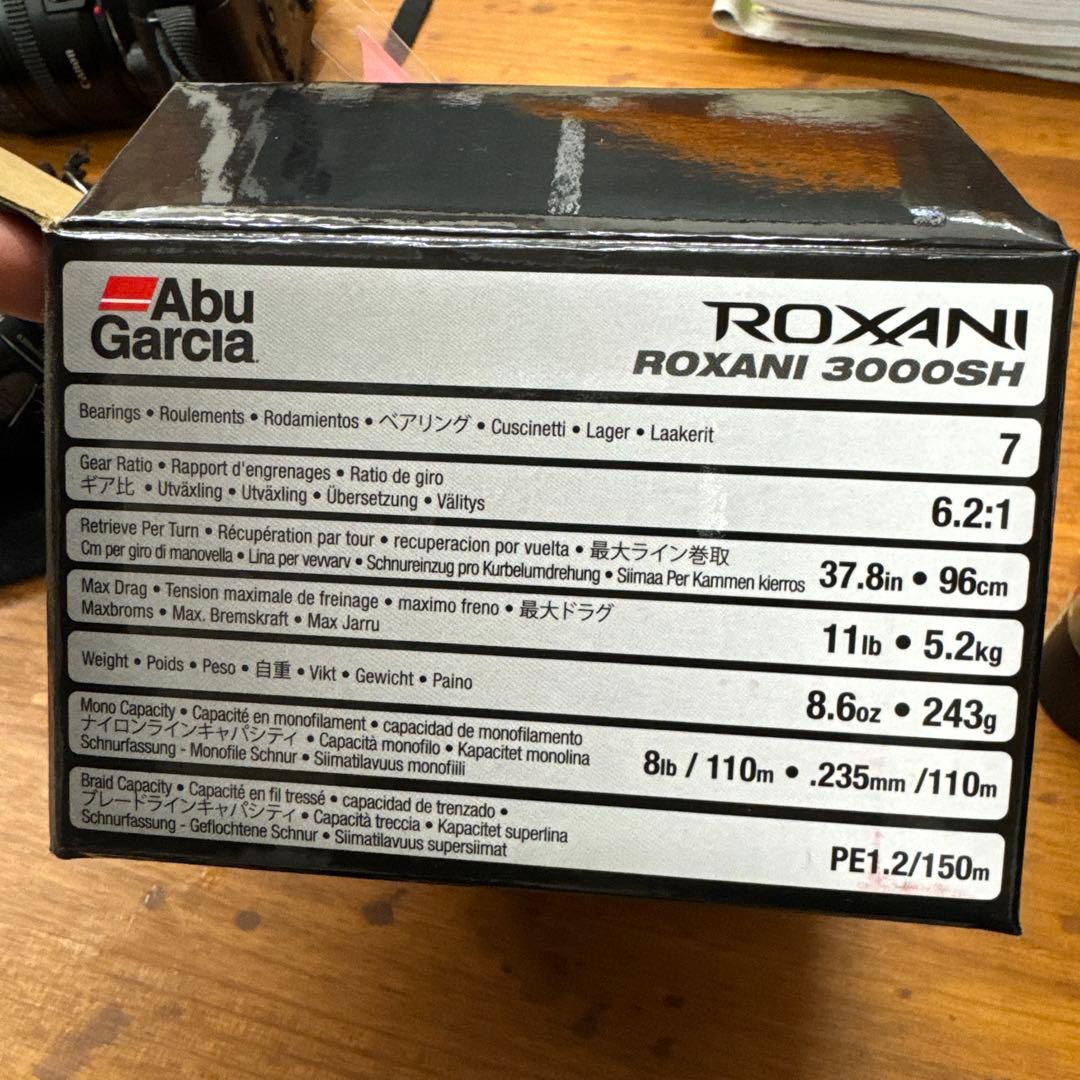 Canon
Abu
Garcia
ROXANI
ROXANI 3000SH
Bearings • Roulements • Rodamientos • ベアリング • Cuscinetti • Lager • Laakerit
7
Gear Ratio • Rapport d'engrenages • Ratio de giro
ギア比 • Utväxling • Utväxling • Übersetzung • Välitys
6.2:1
Retrieve Per Turn • Récupération par tour • recuperacion por vuelta • 最大ライン巻取
Cm per giro di manovella • Lina per vevvarv • Schnureinzug pro Kurbelumdrehung • Siimaa Per Kammen kierros
37.8in • 96cm
Max Drag • Tension maximale de freinage • maximo freno • 最大ドラグ
Maxbroms • Max. Bremskraft • Max Jarru
11lb • 5.2kg
Weight • Poids • Peso • 自重 • Vikt • Gewicht • Paino
8.6oz • 243g
Mono Capacity • Capacité en monofilament • capacidad de monofilamento
ナイロンラインキャパシティ • Capacità monofilo • Kapacitet monolina
Schnurfassung - Monofile Schnur • Siimatilavuus monofiili
8lb / 110m • .235mm /110m
Braid Capacity • Capacité en fil tressé • capacidad de trenzado •
ブレードラインキャパシティ • Capacità treccia • Kapacitet superlina
Schnurfassung - Geflochtene Schnur • Siimatilavuus supersiimat
PE1.2/150m